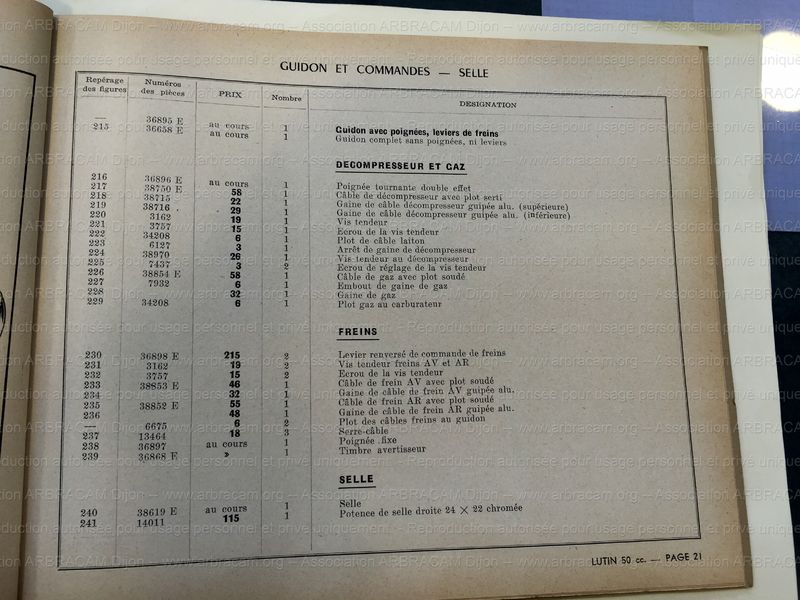 ARBRACAM Dijon -- www.arbracam.org -- Association ARBRACAM Dijon -- www.arbracam.org -- Association ARBRACAM
GUIDON ET COMMANDES — SELLE
Repérage des figures Numéros des pièces PRIX Nombre DESIGNATION
— 36895 E au cours 1 Guidon avec poignées, leviers de freins
215 36658 E au cours 1 Guidon complet sans poignées, ni leviers
DECOMPRESSEUR ET GAZ
216 36896 E au cours 1 Poignée tournante double effet
217 38750 E 58 1 Câble de décompresseur avec plot serti
218 38715 22 1 Gaine de câble décompresseur guipée alu. (supérieure)
219 38716 29 1 Gaine de câble décompresseur guipée alu. (inférieure)
220 3162 19 1 Vis tendeur
221 3757 15 1 Ecrou de la vis tendeur
222 34208 6 1 Plot de câble laiton
223 6127 3 1 Arrêt de gaine de décompresseur
224 38970 26 1 Vis tendeur au décompresseur
225 7437 3 2 Ecrou de réglage de la vis tendeur
226 38854 E 58 1 Câble de gaz avec plot soudé
227 7932 6 1 Embout de gaine de gaz
228 32 1 Gaine de gaz
229 34208 6 1 Plot gaz au carburateur
FREINS
230 36898 E 215 2 Levier renversé de commande de freins
231 3162 19 2 Vis tendeur freins AV et AR
232 3757 15 2 Ecrou de la vis tendeur
233 38853 E 46 1 Câble de frein AV avec plot soudé
234 32 1 Gaine de câble de frein AV guipée alu.
235 38852 E 55 1 Câble de frein AR avec plot soudé
236 48 1 Gaine de câble de frein AR guipée alu.
— 6675 6 2 Plot des câbles freins au guidon
237 13464 18 3 Serre-câble
238 36897 au cours 1 Poignée fixe
239 36868 E » 1 Timbre avertisseur
SELLE
240 38619 E au cours 1 Selle
241 14011 115 1 Potence de selle droite 24 × 22 chromée
LUTIN 50 cc. — PAGE 21